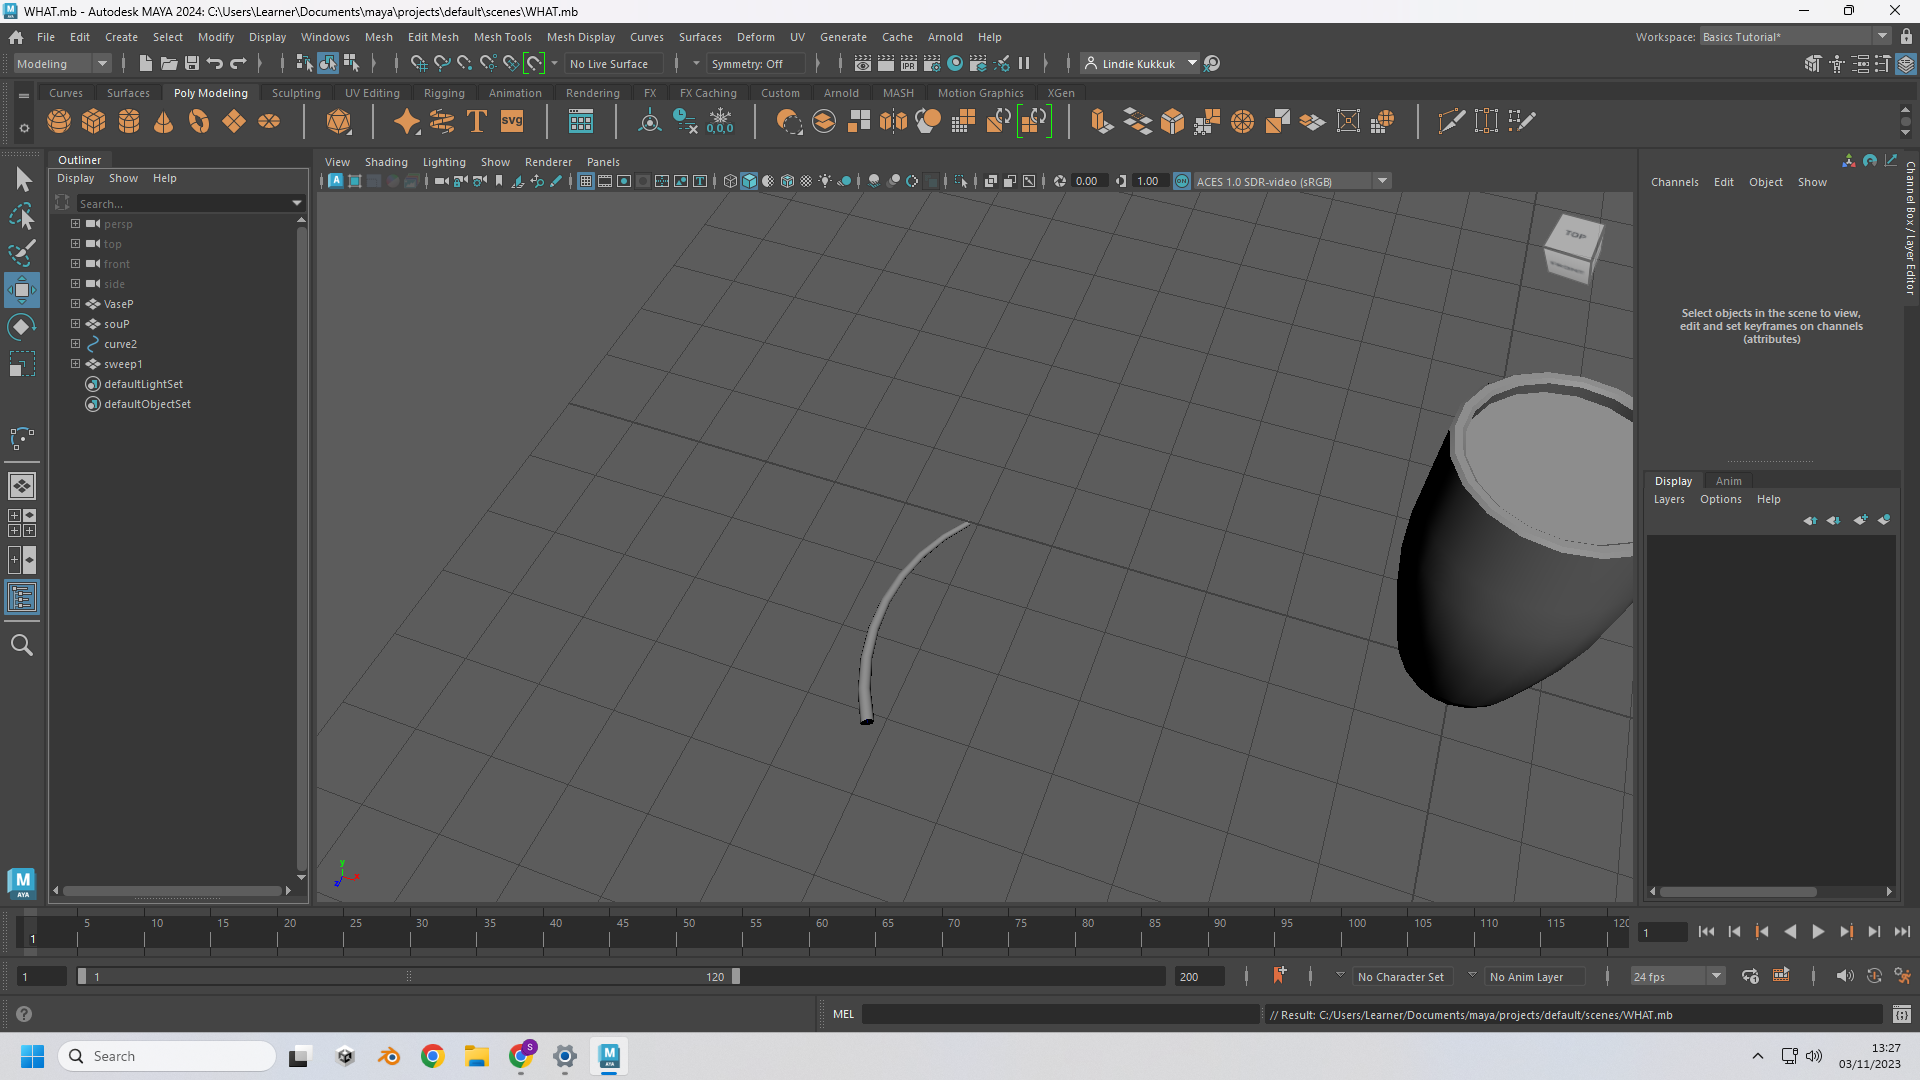 WHAT.mb - Autodesk MAYA 2024: C:\Users\Learner\Documents\maya\projects\default\scenes\WHAT.mb
File Edit Create Select Modify Display Windows Mesh Edit Mesh Mesh Tools Mesh Display Curves Surfaces Deform UV Generate Cache Arnold Help
Workspace: Basics Tutorial*
Modeling No Live Surface Symmetry: Off IPR Lindie Kukkuk
Curves Surfaces Poly Modeling Sculpting UV Editing Rigging Animation Rendering FX FX Caching Custom Arnold MASH Motion Graphics XGen
T SVG 0,0,0
Outliner
Display Show Help
Search...
persp
top
front
side
VaseP
souP
curve2
sweep1
defaultLightSet
defaultObjectSet
View Shading Lighting Show Renderer Panels
0.00 1.00 ON ACES 1.0 SDR-video (sRGB)
TOP
y
x
z
Channels Edit Object Show
Channel Box / Layer Editor
Select objects in the scene to view,
edit and set keyframes on channels
(attributes)
Display Anim
Layers Options Help
M
AYA
5 10 15 20 25 30 35 40 45 50 55 60 65 70 75 80 85 90 95 100 105 110 115 120
1
1
1 1 120 200 No Character Set No Anim Layer 24 fps
MEL // Result: C:/Users/Learner/Documents/maya/projects/default/scenes/WHAT.mb
Search
S
M
13:27
03/11/2023